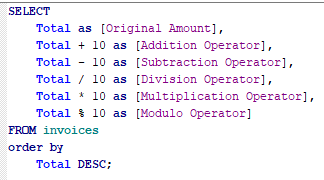 SELECT
Total as [Original Amount],
Total + 10 as [Addition Operator],
Total - 10 as [Subtraction Operator],
Total / 10 as [Division Operator],
Total * 10 as [Multiplication Operator],
Total % 10 as [Modulo Operator]
FROM invoices
order by
Total DESC;